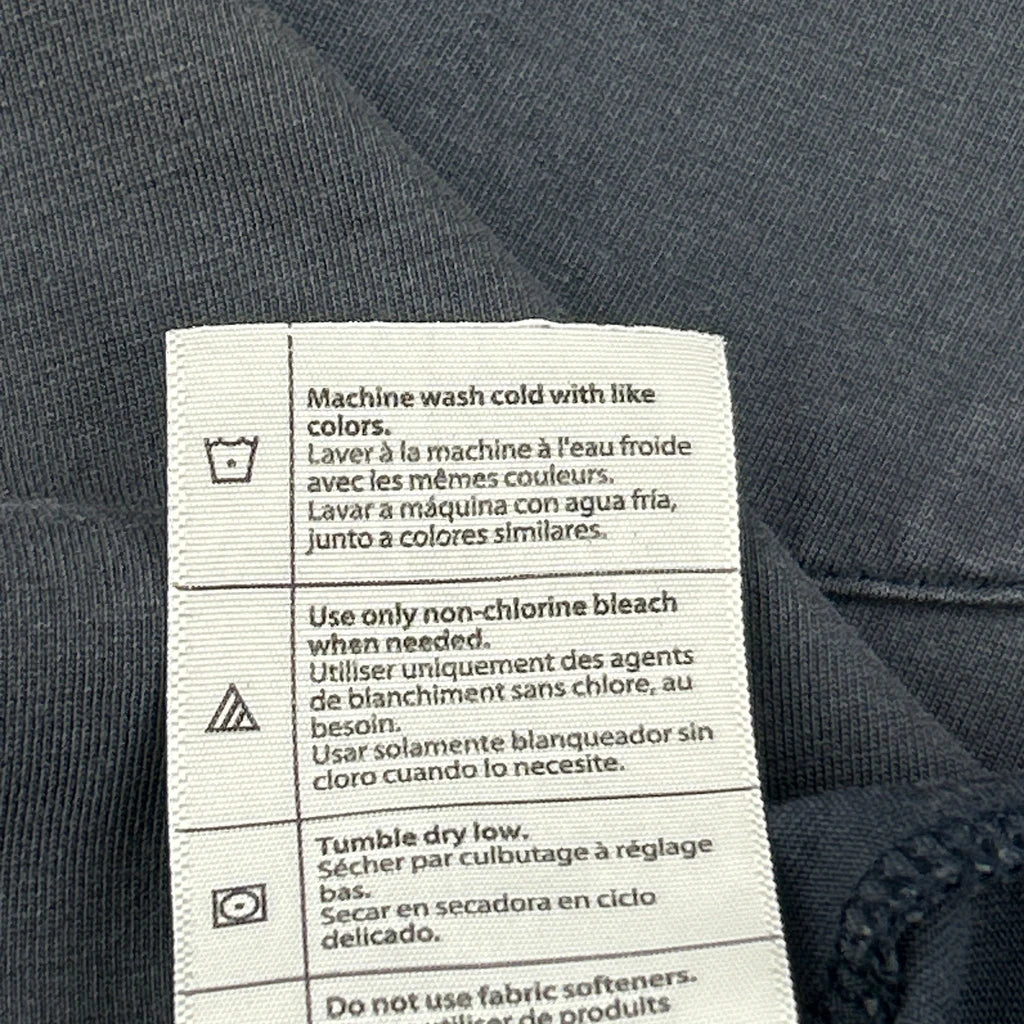 Machine wash cold with like
colors.
Laver à la machine à l'eau froide
avec les mêmes couleurs.
Lavar a máquina con agua fría,
junto a colores similares.
Use only non-chlorine bleach
when needed.
Utiliser uniquement des agents
de blanchiment sans chlore, au
besoin.
Usar solamente blanqueador sin
cloro cuando lo necesite.
Tumble dry low.
Sécher par culbutage à réglage
bas.
Secar en secadora en ciclo
delicado.
Do not use fabric softeners.
utiliser de produits